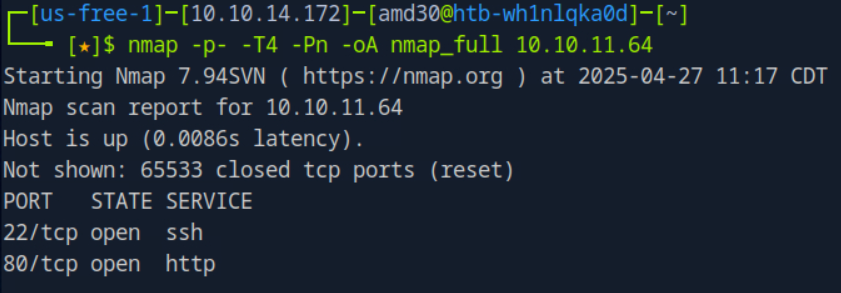 ┌─[us-free-1]─[10.10.14.172]─[amd30@htb-wh1nlqka0d]─[~]
└──╼ [★]$ nmap -p- -T4 -Pn -oA nmap_full 10.10.11.64
Starting Nmap 7.94SVN ( https://nmap.org ) at 2025-04-27 11:17 CDT
Nmap scan report for 10.10.11.64
Host is up (0.0086s latency).
Not shown: 65533 closed tcp ports (reset)
PORT   STATE SERVICE
22/tcp open  ssh
80/tcp open  http